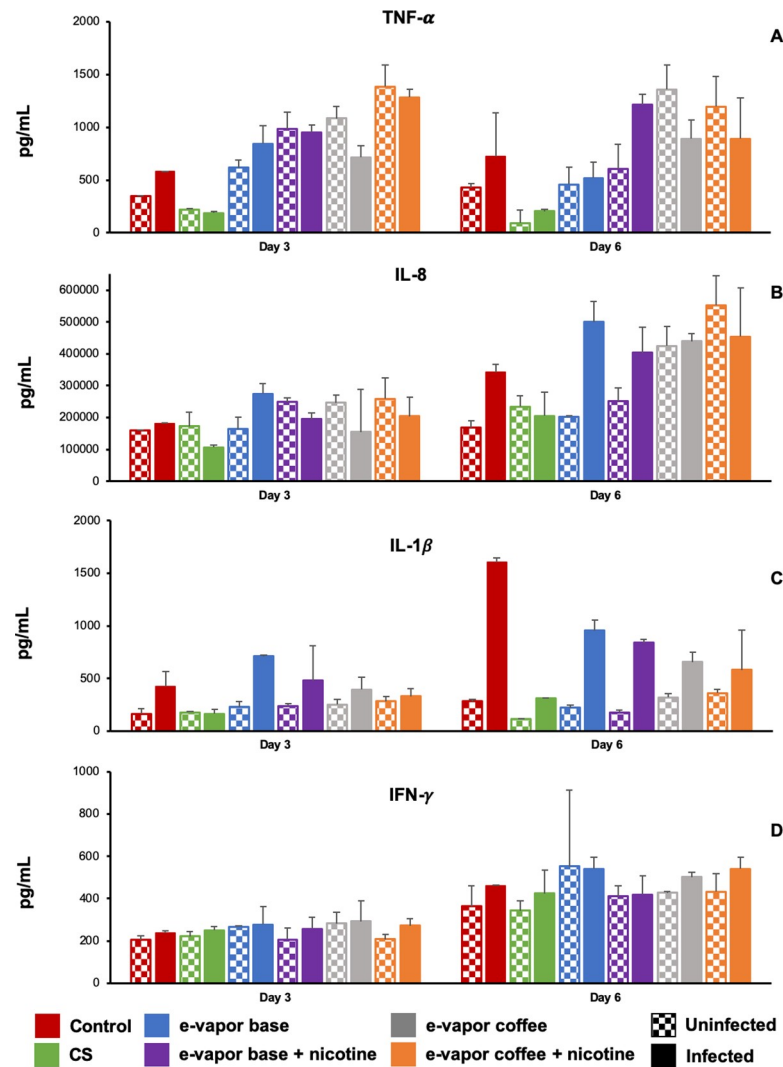 TNF-α
A
2000
1500
1000
500
0
pg/mL
Day 3 Day 6
IL-8
B
600000
500000
400000
300000
200000
100000
0
pg/mL
Day 3 Day 6
IL-1β
C
2000
1500
1000
500
0
pg/mL
Day 3 Day 6
IFN-γ
D
1000
800
600
400
200
0
pg/mL
Day 3 Day 6
Control e-vapor base e-vapor coffee Uninfected
CS e-vapor base + nicotine e-vapor coffee + nicotine Infected